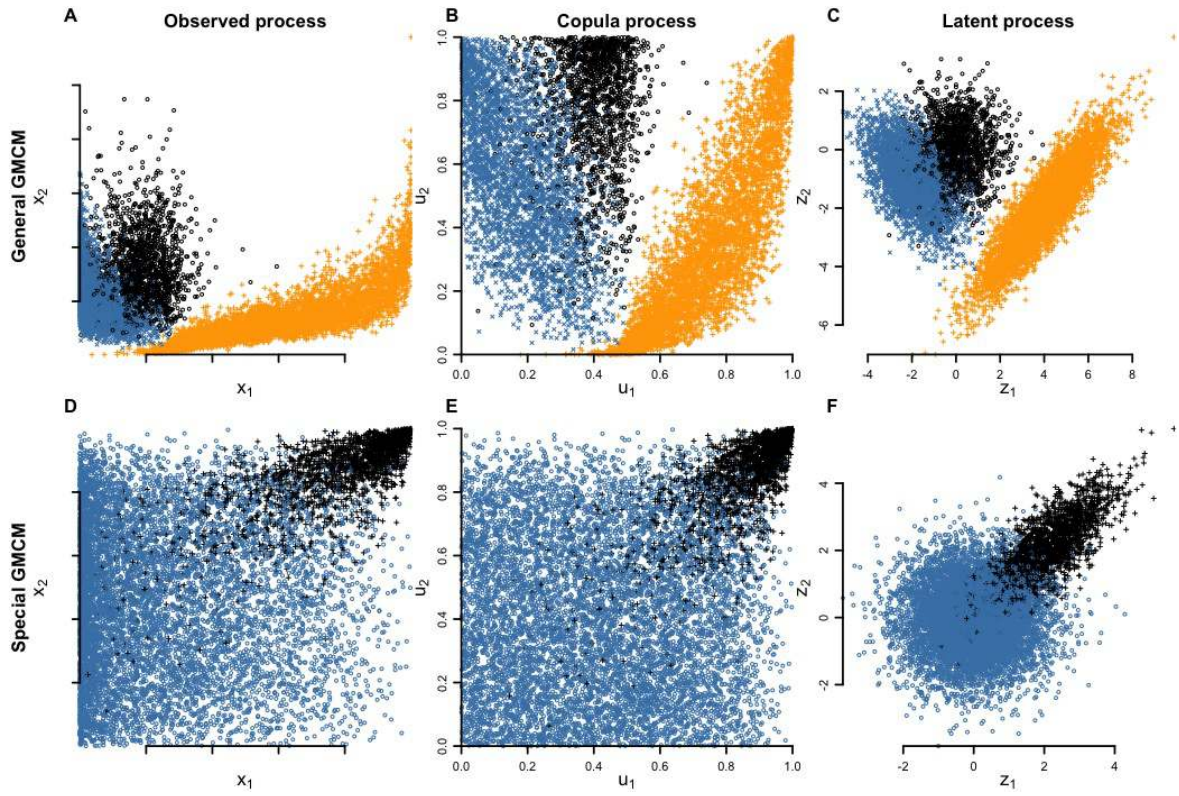 A Observed process
B Copula process
C Latent process
General GMCM
x2
u2
1.0
0.8
0.6
0.4
0.2
0.0
z2
2
0
-2
-4
-6
0.0 0.2 0.4 0.6 0.8 1.0
-4 -2 0 2 4 6 8
x1
u1
z1
D
E
F
Special GMCM
x2
u2
1.0
0.8
0.6
0.4
0.2
0.0
z2
4
2
0
-2
0.0 0.2 0.4 0.6 0.8 1.0
-2 0 2 4
x1
u1
z1